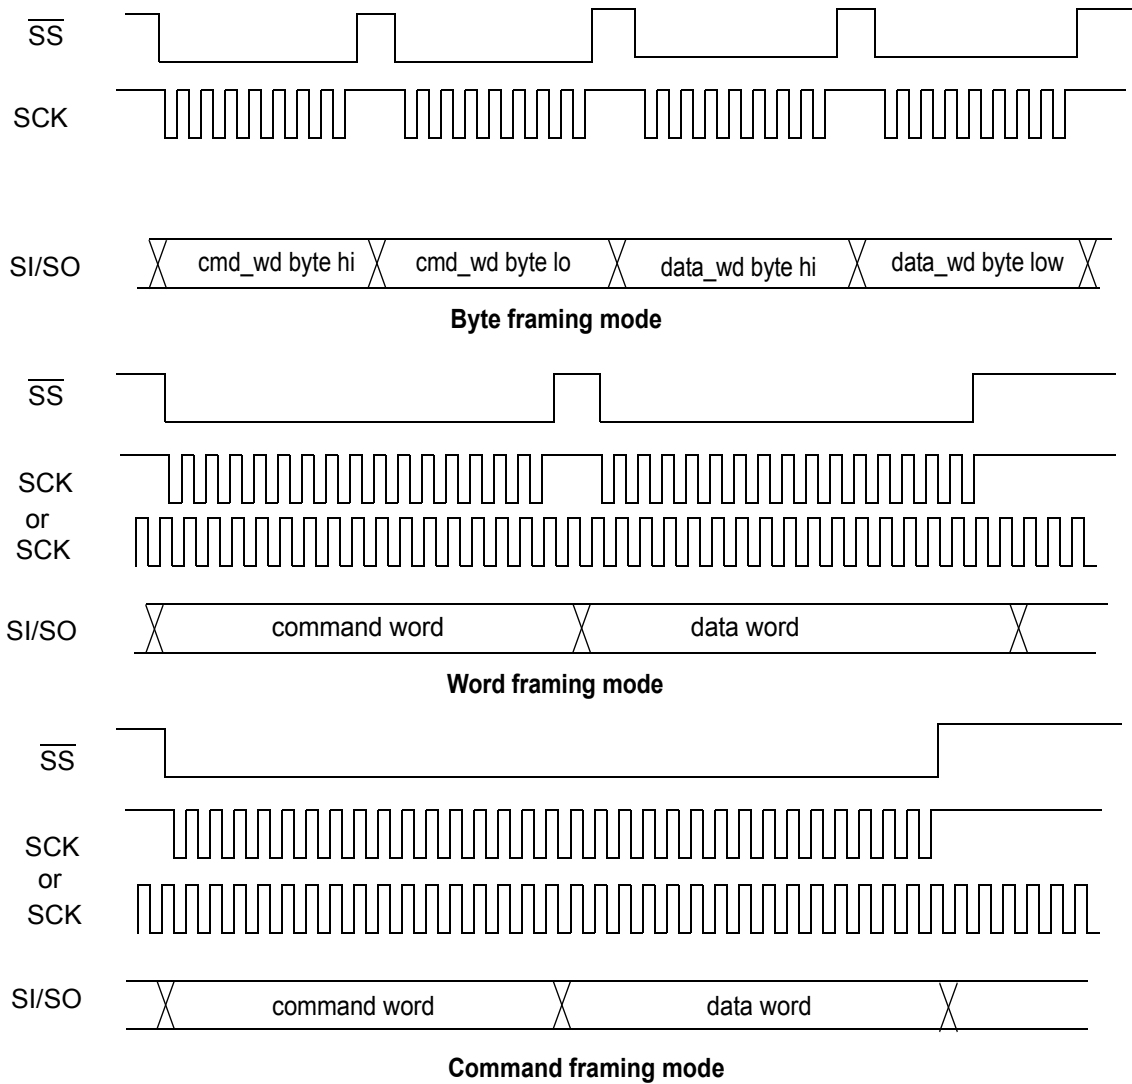 SS
SCK
SI/SO cmd_wd byte hi cmd_wd byte lo data_wd byte hi data_wd byte low
Byte framing mode
SS
SCK
or
SCK
SI/SO command word data word
Word framing mode
SS
SCK
or
SCK
SI/SO command word data word
Command framing mode